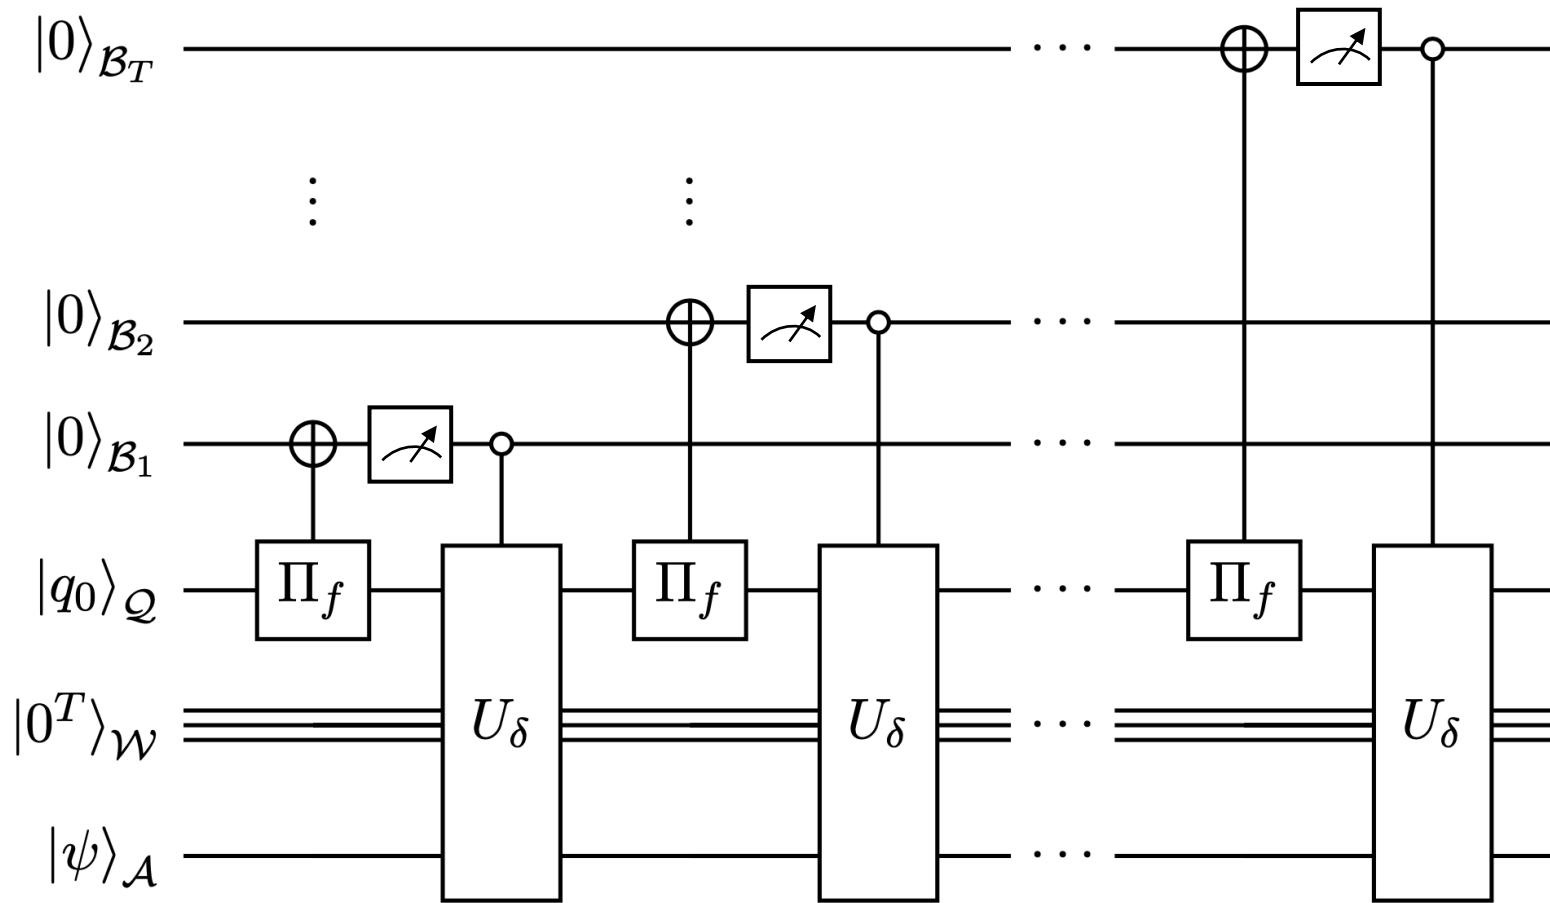 |0⟩_{ℬ_T} · · ·
⋮ ⋮
|0⟩_{ℬ_2} · · ·
|0⟩_{ℬ_1} · · ·
|q_0⟩_𝒬 Π_f Π_f · · · Π_f
|0^T⟩_𝒲 U_δ U_δ · · · U_δ
|ψ⟩_𝒜 · · ·